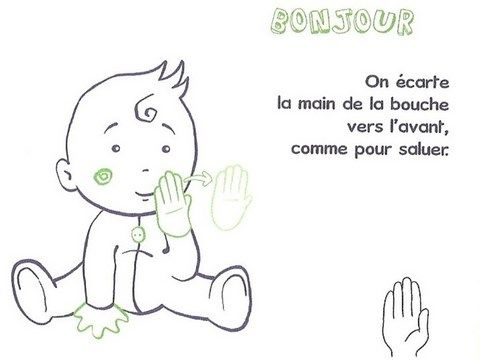 BONJOUR
On écarte
la main de la bouche
vers l'avant,
comme pour saluer.